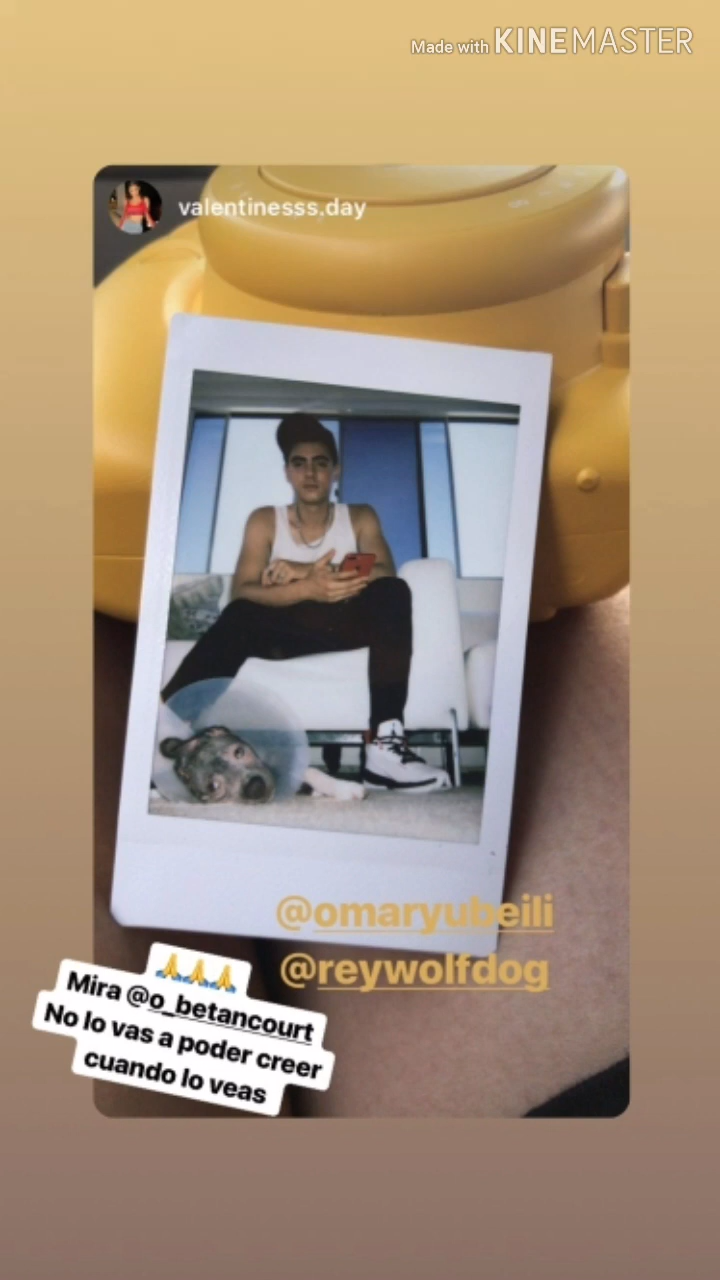 Made with KINEMASTER
valentinesss.day
@omaryubeili
@reywolfdog
🙏🙏🙏
Mira @o_betancourt
No lo vas a poder creer
cuando lo veas